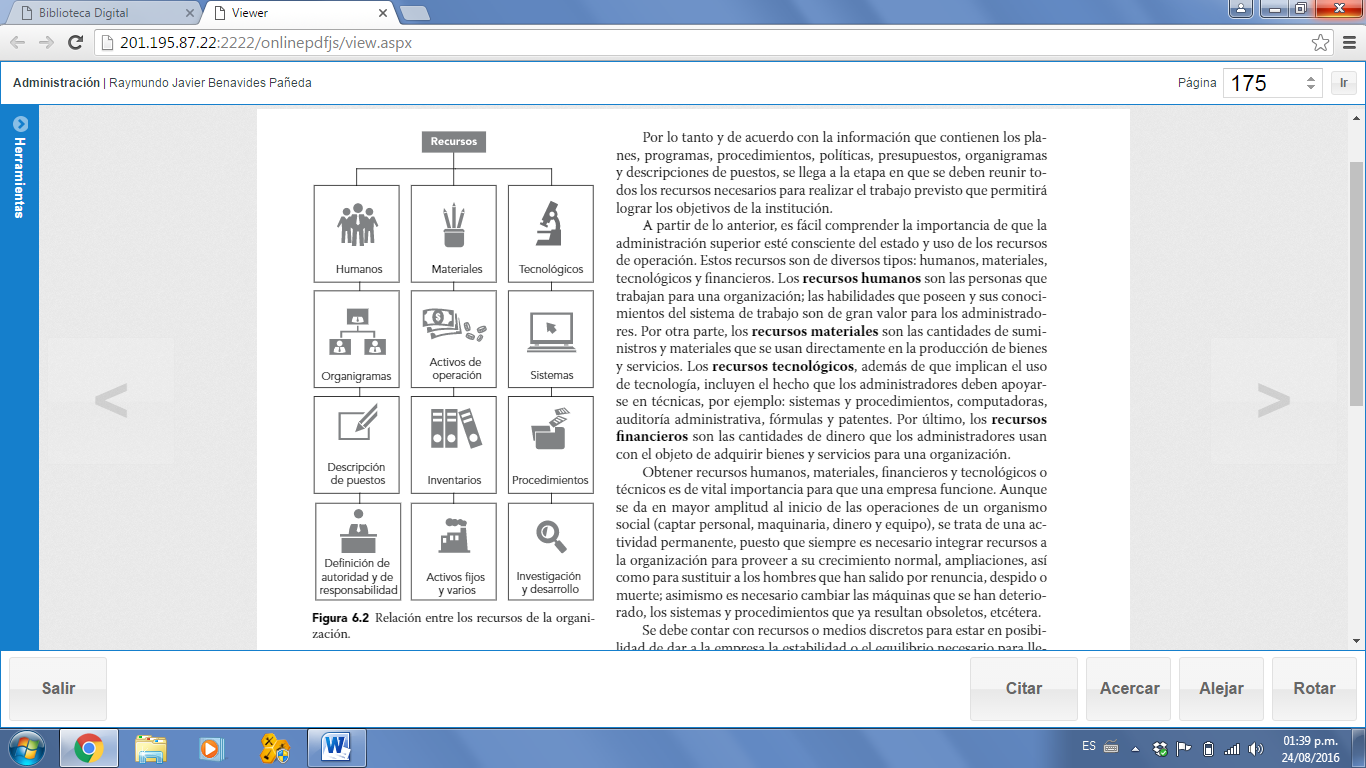 Biblioteca Digital
Viewer
201.195.87.22:2222/onlinepdfjs/view.aspx
Administración | Raymundo Javier Benavides Pañeda
Página
175
Ir
Herramientas
Recursos
Humanos
Materiales
Tecnológicos
Organigramas
Activos de
operación
Sistemas
Descripción
de puestos
Inventarios
Procedimientos
Definición de
autoridad y de
responsabilidad
Activos fijos
y varios
Investigación
y desarrollo
Figura 6.2 Relación entre los recursos de la organi-
zación.
Por lo tanto y de acuerdo con la información que contienen los pla-
nes, programas, procedimientos, políticas, presupuestos, organigramas
y descripciones de puestos, se llega a la etapa en que se deben reunir to-
dos los recursos necesarios para realizar el trabajo previsto que permitirá
lograr los objetivos de la institución.
A partir de lo anterior, es fácil comprender la importancia de que la
administración superior esté consciente del estado y uso de los recursos
de operación. Estos recursos son de diversos tipos: humanos, materiales,
tecnológicos y financieros. Los recursos humanos son las personas que
trabajan para una organización; las habilidades que poseen y sus conoci-
mientos del sistema de trabajo son de gran valor para los administrado-
res. Por otra parte, los recursos materiales son las cantidades de sumi-
nistros y materiales que se usan directamente en la producción de bienes
y servicios. Los recursos tecnológicos, además de que implican el uso
de tecnología, incluyen el hecho que los administradores deben apoyar-
se en técnicas, por ejemplo: sistemas y procedimientos, computadoras,
auditoría administrativa, fórmulas y patentes. Por último, los recursos
financieros son las cantidades de dinero que los administradores usan
con el objeto de adquirir bienes y servicios para una organización.
Obtener recursos humanos, materiales, financieros y tecnológicos o
técnicos es de vital importancia para que una empresa funcione. Aunque
se da en mayor amplitud al inicio de las operaciones de un organismo
social (captar personal, maquinaria, dinero y equipo), se trata de una ac-
tividad permanente, puesto que siempre es necesario integrar recursos a
la organización para proveer a su crecimiento normal, ampliaciones, así
como para sustituir a los hombres que han salido por renuncia, despido o
muerte; asimismo es necesario cambiar las máquinas que se han deterio-
rado, los sistemas y procedimientos que ya resultan obsoletos, etcétera.
Se debe contar con recursos o medios discretos para estar en posibi-
lidad de dar a la empresa la estabilidad o el equilibrio necesario para lle-
Salir
Citar
Acercar
Alejar
Rotar
ES
01:39 p.m.
24/08/2016